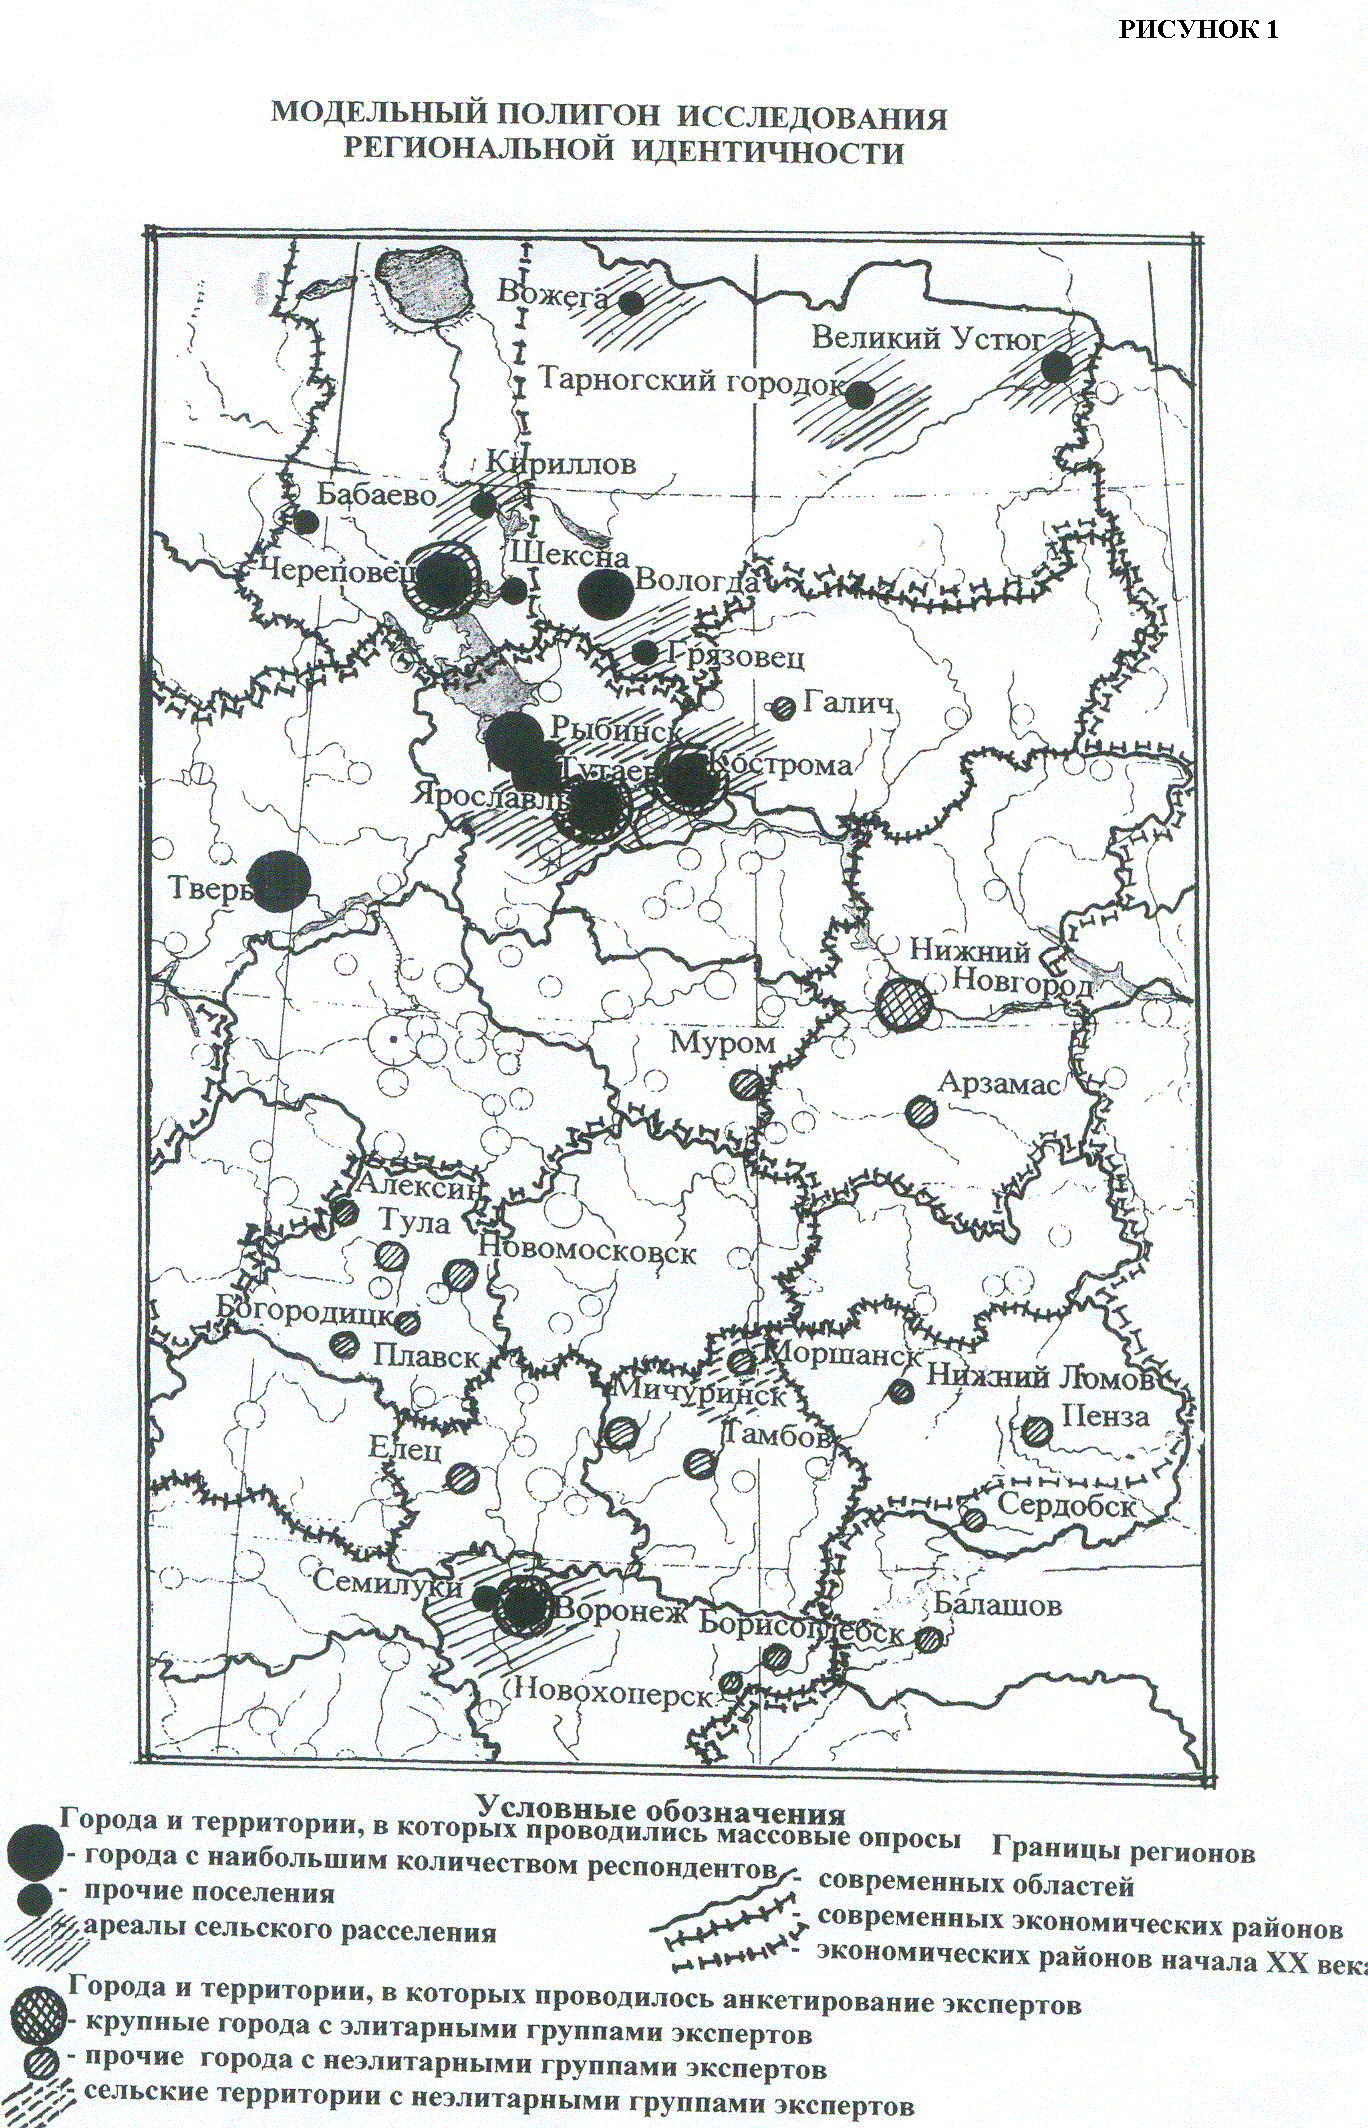 РИСУНОК 1
МОДЕЛЬНЫЙ ПОЛИГОН ИССЛЕДОВАНИЯ
РЕГИОНАЛЬНОЙ ИДЕНТИЧНОСТИ
Вожега
Великий Устюг
Тарногский городок
Кириллов
Бабаево
Шексна
Череповец
Вологда
Грязовец
Галич
Рыбинск
Тутаев
Кострома
Ярославль
Тверь
Нижний
Новгород
Муром
Арзамас
Алексин
Тула
Новомосковск
Богородицк
Плавск
Моршанск
Нижний Ломов
Мичуринск
Пенза
Тамбов
Елец
Сердобск
Семилуки
Воронеж
Борисоглебск
Балашов
Новохоперск
Условные обозначения
Города и территории, в которых проводились массовые опросы
- города с наибольшим количеством респондентов
- прочие поселения
- ареалы сельского расселения
Границы регионов
- современных областей
- современных экономических районов
- экономических районов начала XX века
Города и территории, в которых проводилось анкетирование экспертов
- крупные города с элитарными группами экспертов
- прочие города с неэлитарными группами экспертов
- сельские территории с неэлитарными группами экспертов